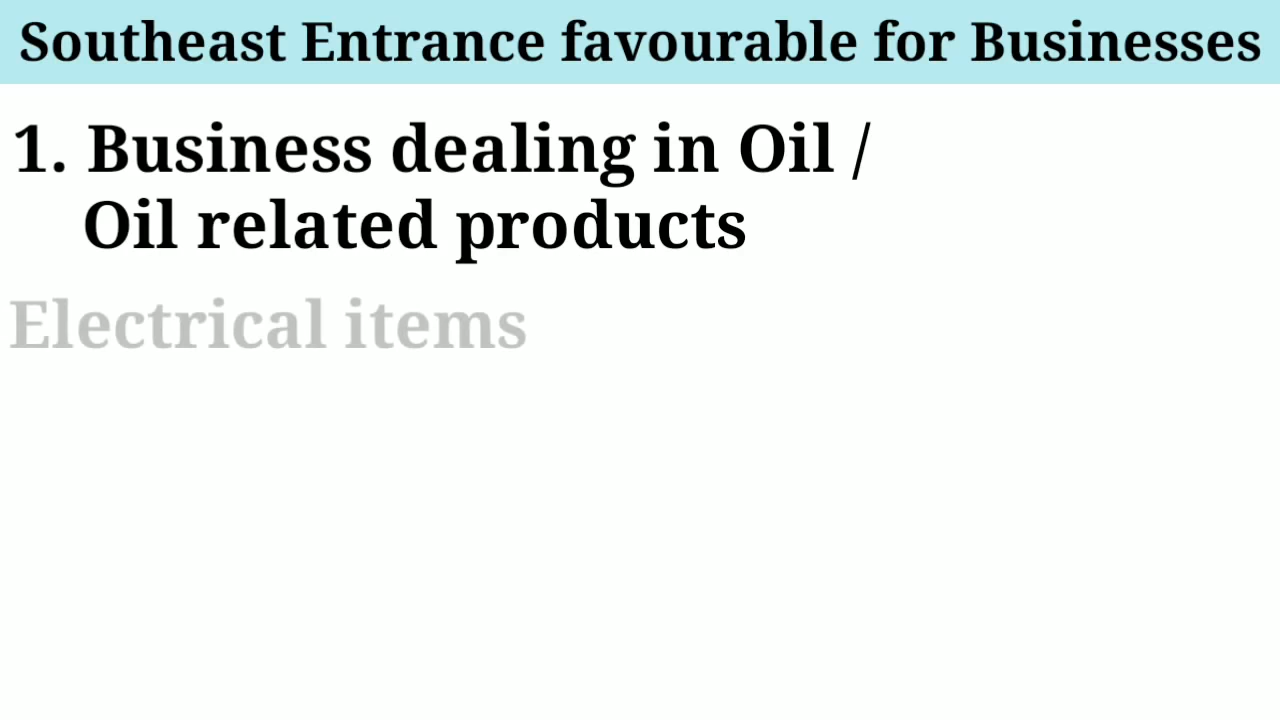 Southeast Entrance favourable for Businesses
1. Business dealing in Oil /
Oil related products
Electrical items